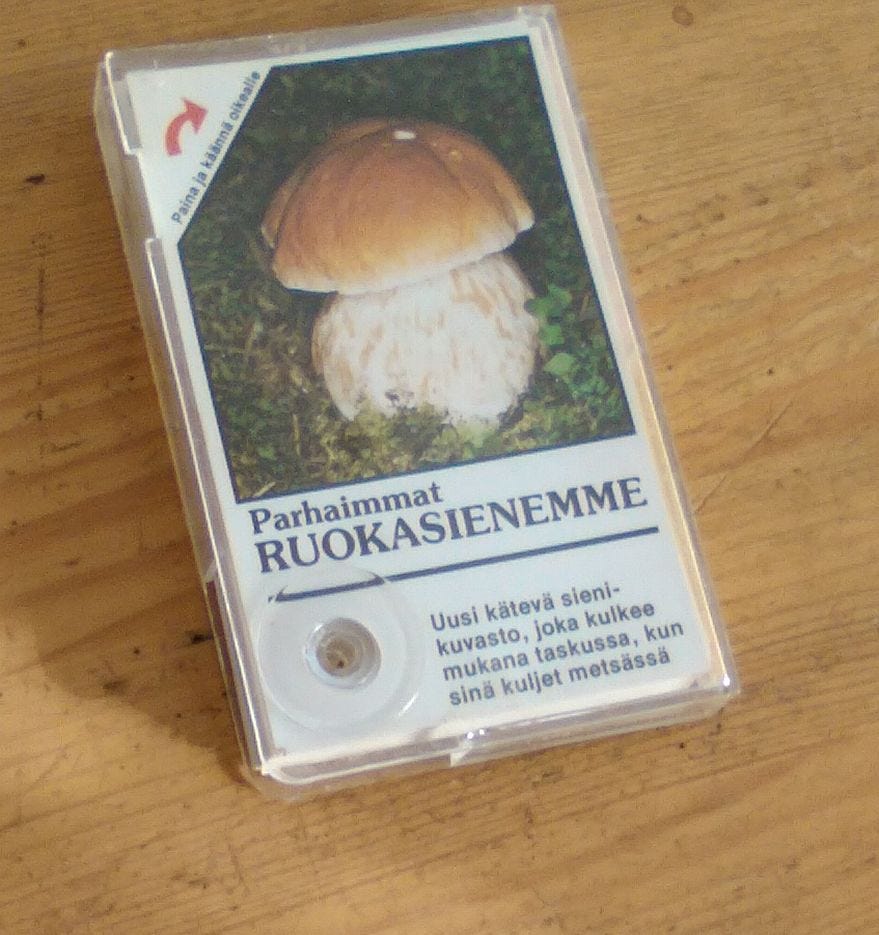 Paina ja käännä oikealle
Parhaimmat
RUOKASIENEMME
Uusi kätevä sieni-
kuvasto, joka kulkee
mukana taskussa, kun
sinä kuljet metsässä